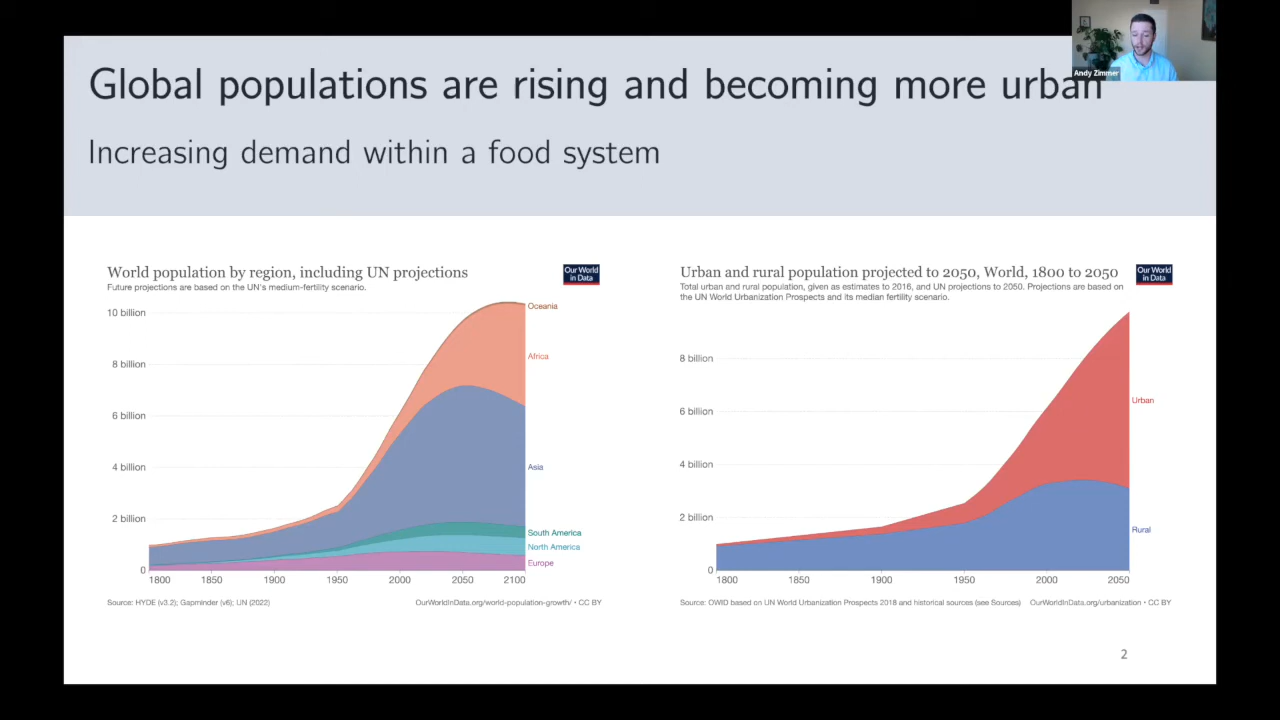 Global populations are rising and becoming more urban
Increasing demand within a food system
Andy Zimmer
World population by region, including UN projections
Future projections are based on the UN's medium-fertility scenario.
Our World
in Data
10 billion
8 billion
6 billion
4 billion
2 billion
0
1800
1850
1900
1950
2000
2050
2100
Oceania
Africa
Asia
South America
North America
Europe
Source: HYDE (v3.2); Gapminder (v6); UN (2022)
OurWorldInData.org/world-population-growth/ • CC BY
Urban and rural population projected to 2050, World, 1800 to 2050
Total urban and rural population, given as estimates to 2016, and UN projections to 2050. Projections are based on
the UN World Urbanization Prospects and its median fertility scenario.
Our World
in Data
8 billion
6 billion
4 billion
2 billion
0
1800
1850
1900
1950
2000
2050
Urban
Rural
Source: OWID based on UN World Urbanization Prospects 2018 and historical sources (see Sources)
OurWorldInData.org/urbanization • CC BY
2